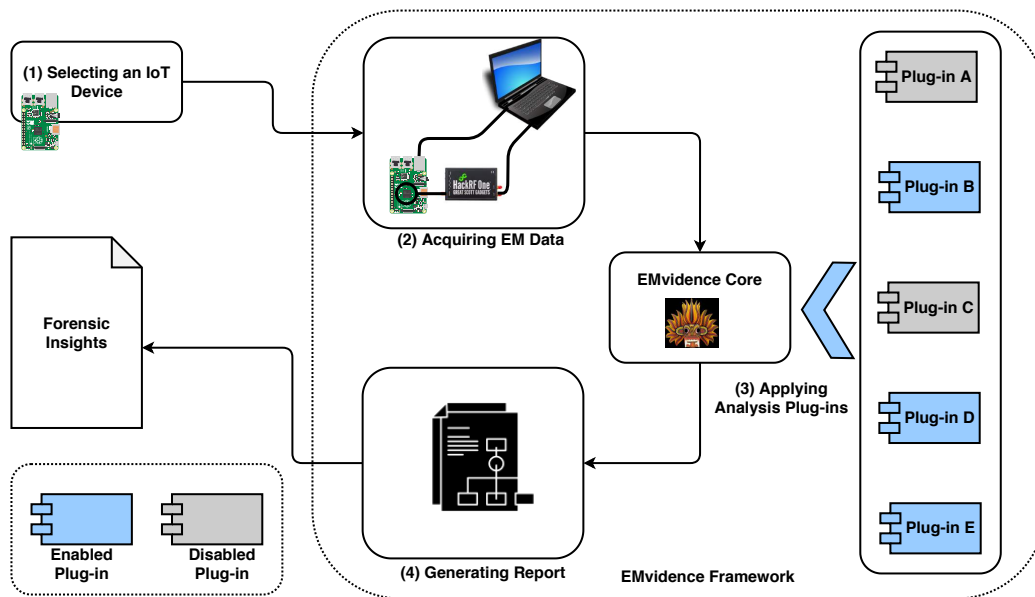 (1) Selecting an IoT
Device
HackRF One
GREAT SCOTT GADGETS
(2) Acquiring EM Data
Plug-in A
Plug-in B
Plug-in C
Plug-in D
Plug-in E
EMvidence Core
(3) Applying
Analysis Plug-ins
Forensic
Insights
(4) Generating Report
EMvidence Framework
Enabled
Plug-in
Disabled
Plug-in